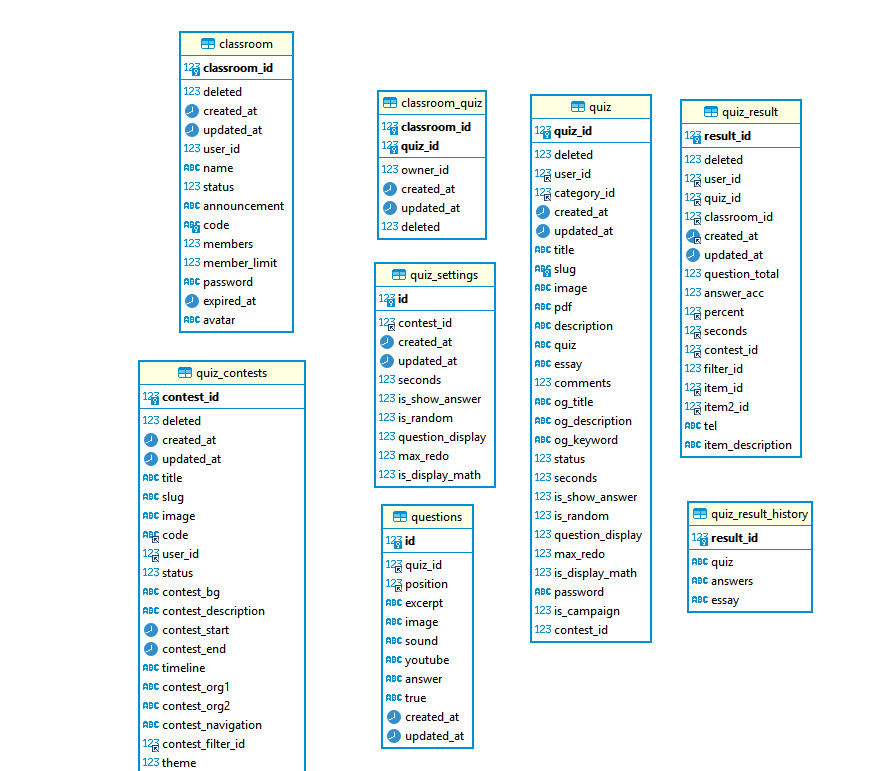 classroom
123 classroom_id
123 deleted
created_at
updated_at
123 user_id
ABC name
123 status
ABC announcement
ABC code
123 members
123 member_limit
ABC password
expired_at
ABC avatar
classroom_quiz
123 classroom_id
123 quiz_id
123 owner_id
created_at
updated_at
123 deleted
quiz
123 quiz_id
123 deleted
123 user_id
123 category_id
created_at
updated_at
ABC title
ABC slug
ABC image
ABC pdf
ABC description
ABC quiz
ABC essay
123 comments
ABC og_title
ABC og_description
ABC og_keyword
123 status
123 seconds
123 is_show_answer
123 is_random
123 question_display
123 max_redo
123 is_display_math
ABC password
123 is_campaign
123 contest_id
quiz_result
123 result_id
123 deleted
123 user_id
123 quiz_id
123 classroom_id
created_at
updated_at
123 question_total
123 answer_acc
123 percent
123 seconds
123 contest_id
123 filter_id
123 item_id
123 item2_id
ABC tel
ABC item_description
quiz_settings
123 id
123 contest_id
created_at
updated_at
123 seconds
123 is_show_answer
123 is_random
123 question_display
123 max_redo
123 is_display_math
quiz_contests
123 contest_id
123 deleted
created_at
updated_at
ABC title
ABC slug
ABC image
ABC code
123 user_id
123 status
ABC contest_bg
ABC contest_description
contest_start
contest_end
ABC timeline
ABC contest_org1
ABC contest_org2
ABC contest_navigation
123 contest_filter_id
123 theme
questions
123 id
123 quiz_id
123 position
ABC excerpt
ABC image
ABC sound
ABC youtube
ABC answer
ABC true
created_at
updated_at
quiz_result_history
123 result_id
ABC quiz
ABC answers
ABC essay